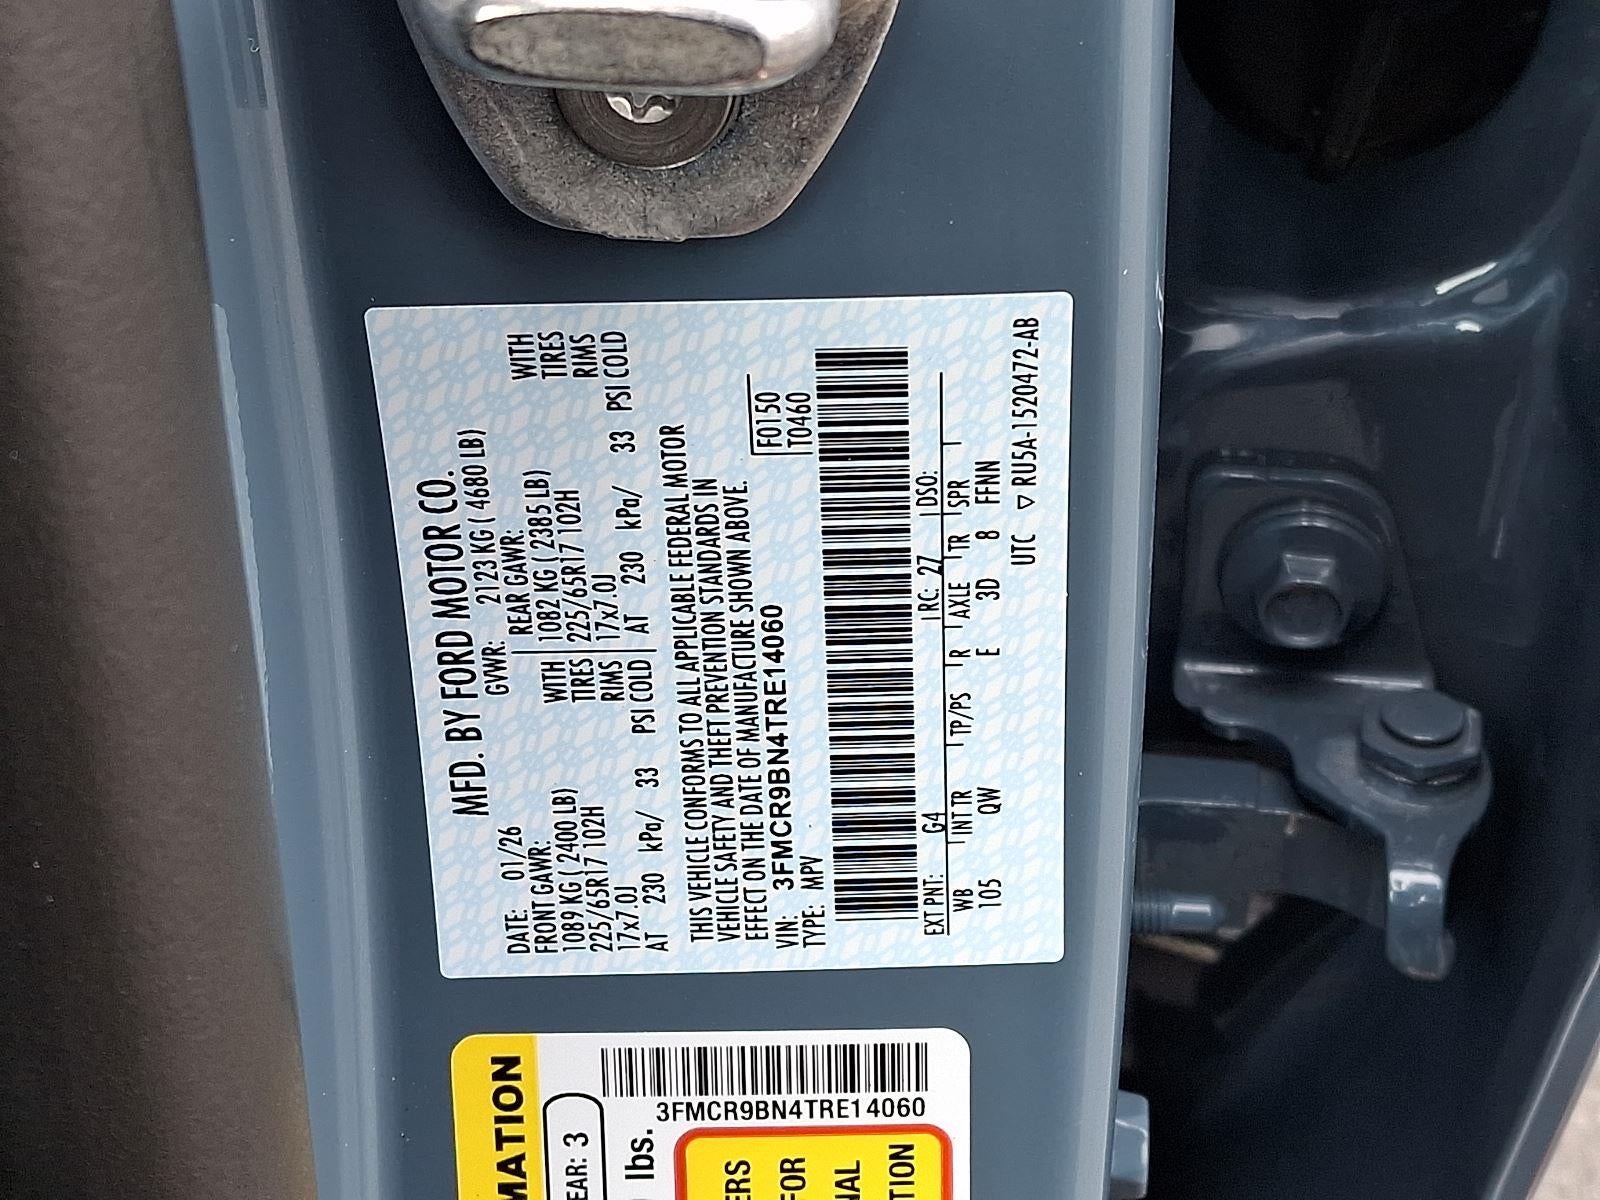 MFD. BY FORD MOTOR CO.
DATE: 01/26 GVWR: 2123 KG ( 4680 LB)
FRONT GAWR: REAR GAWR:
1089 KG ( 2400 LB) WITH 1082 KG ( 2385 LB) WITH
225/65R17 102H TIRES 225/65R17 102H TIRES
17x7.0J RIMS 17x7.0J RIMS
AT 230 kPa/ 33 PSI COLD AT 230 kPa/ 33 PSI COLD
THIS VEHICLE CONFORMS TO ALL APPLICABLE FEDERAL MOTOR
VEHICLE SAFETY AND THEFT PREVENTION STANDARDS IN
EFFECT ON THE DATE OF MANUFACTURE SHOWN ABOVE.
VIN: 3FMCR9BN4TRE14060 F0150
TYPE: MPV T0460
EXT PNT: G4 RC: 27 DSO:
WB INT TR TP/PS R AXLE TR SPR
105 QW E 3D 8 FFNN
UTC ▽ RU5A-1520472-AB
MATION
EAR: 3
lbs.
3FMCR9BN4TRE14060
ERS
FOR
NAL
TION